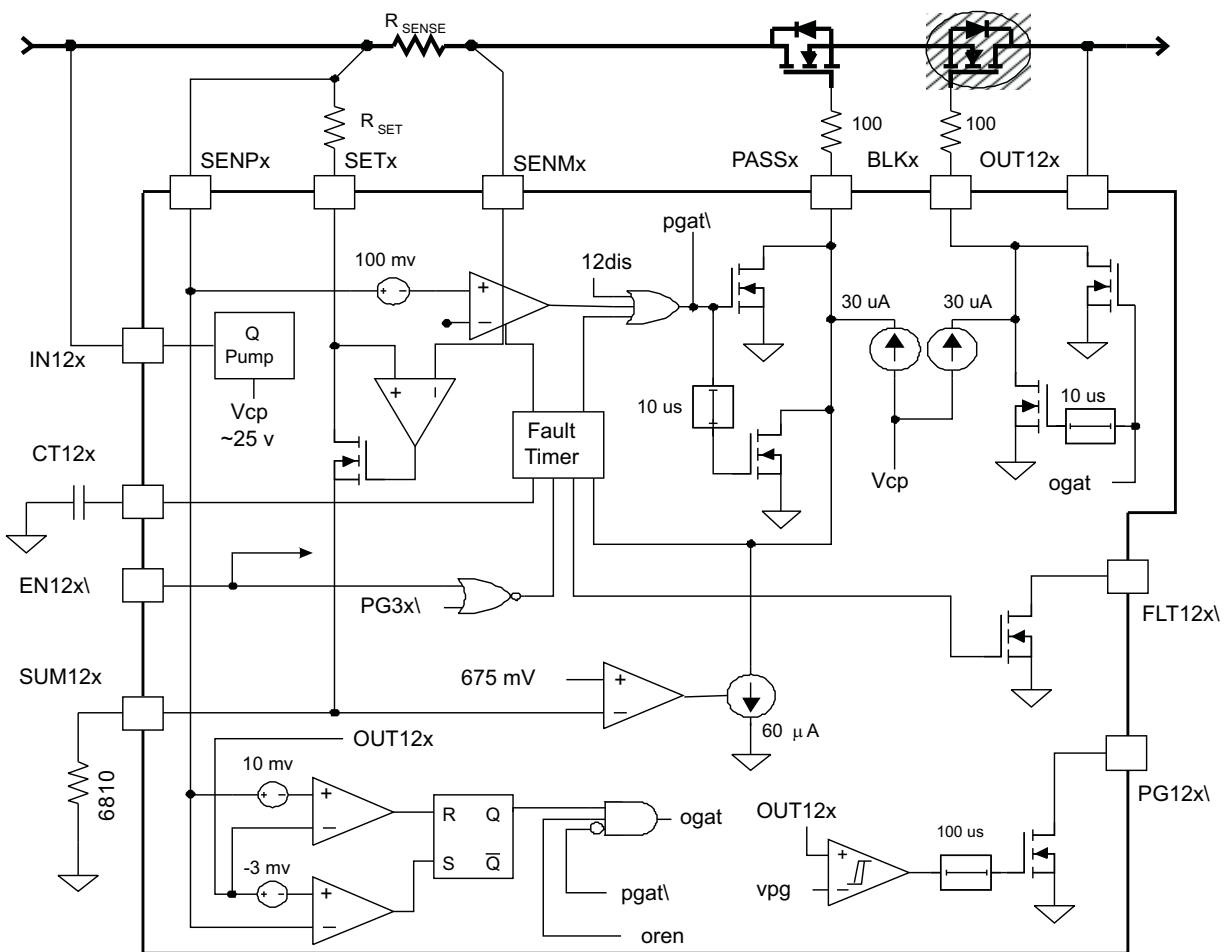 R SENSE
R SET
100
100
SENPx
SETx
SENMx
PASSx
BLKx
OUT12x
pgat\
100 mv
12dis
+
−
30 uA
30 uA
Q
Pump
IN12x
Vcp
~25 v
+
−
10 us
10 us
Fault
Timer
CT12x
Vcp
ogat
EN12x\
PG3x\
FLT12x\
SUM12x
675 mV
+
−
60 μA
OUT12x
6810
10 mv
+
−
R
Q
S
Q̅
-3 mv
+
−
ogat
pgat\
oren
OUT12x
+
−
vpg
100 us
PG12x\